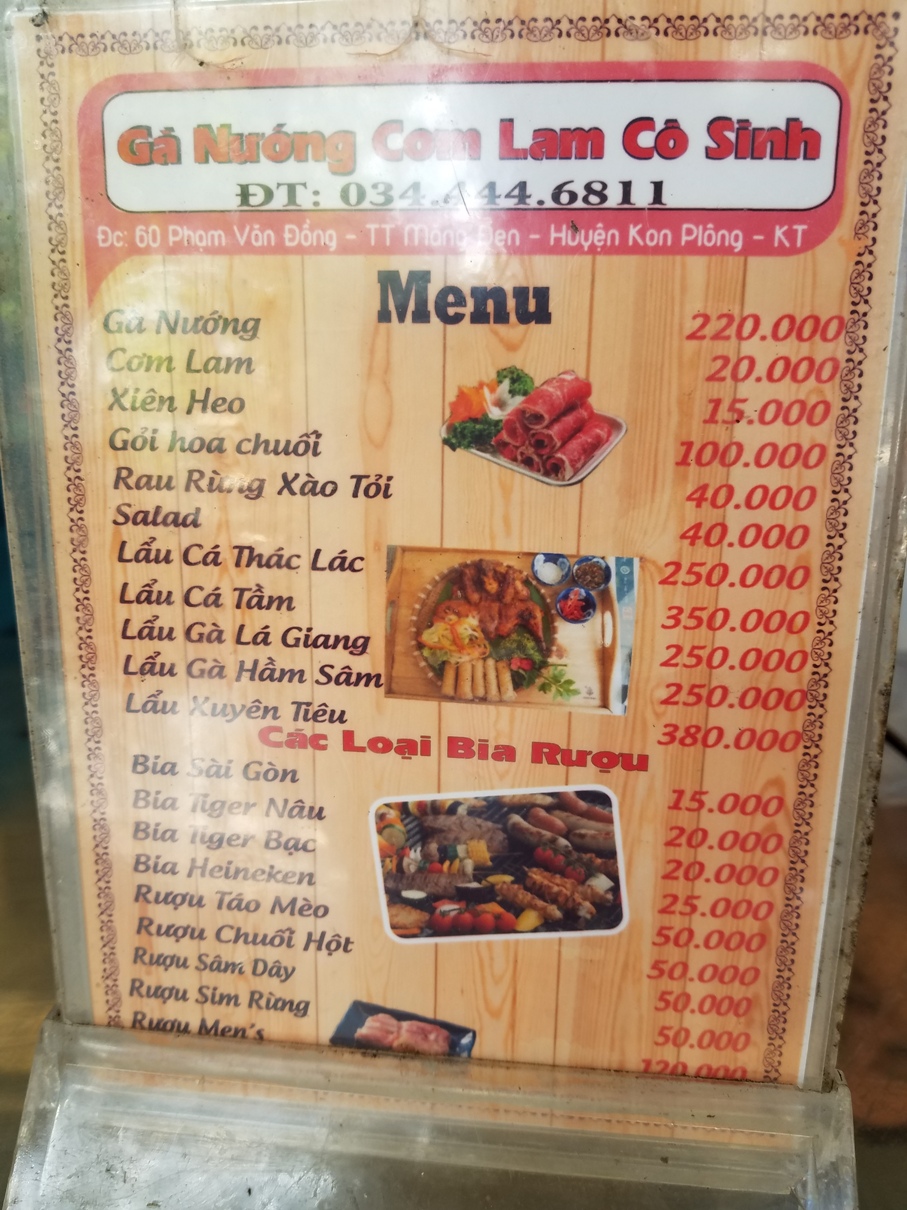 Gà Nướng Cơm Lam Cô Sinh
ĐT: 034.444.6811
Đc: 60 Phạm Văn Đồng - TT Măng Đen - Huyện Kon Plông - KT
Menu
Gà Nướng 220.000
Cơm Lam 20.000
Xiên Heo 15.000
Gỏi hoa chuối 100.000
Rau Rừng Xào Tỏi 40.000
Salad 40.000
Lẩu Cá Thác Lác 250.000
Lẩu Cá Tầm 350.000
Lẩu Gà Lá Giang 250.000
Lẩu Gà Hầm Sâm 250.000
Lẩu Xuyên Tiêu 380.000
Các Loại Bia Rượu
Bia Sài Gòn 15.000
Bia Tiger Nâu 20.000
Bia Tiger Bạc 20.000
Bia Heineken 25.000
Rượu Táo Mèo 50.000
Rượu Chuối Hột 50.000
Rượu Sâm Dây 50.000
Rượu Sim Rừng 50.000
Rượu Men's 120.000